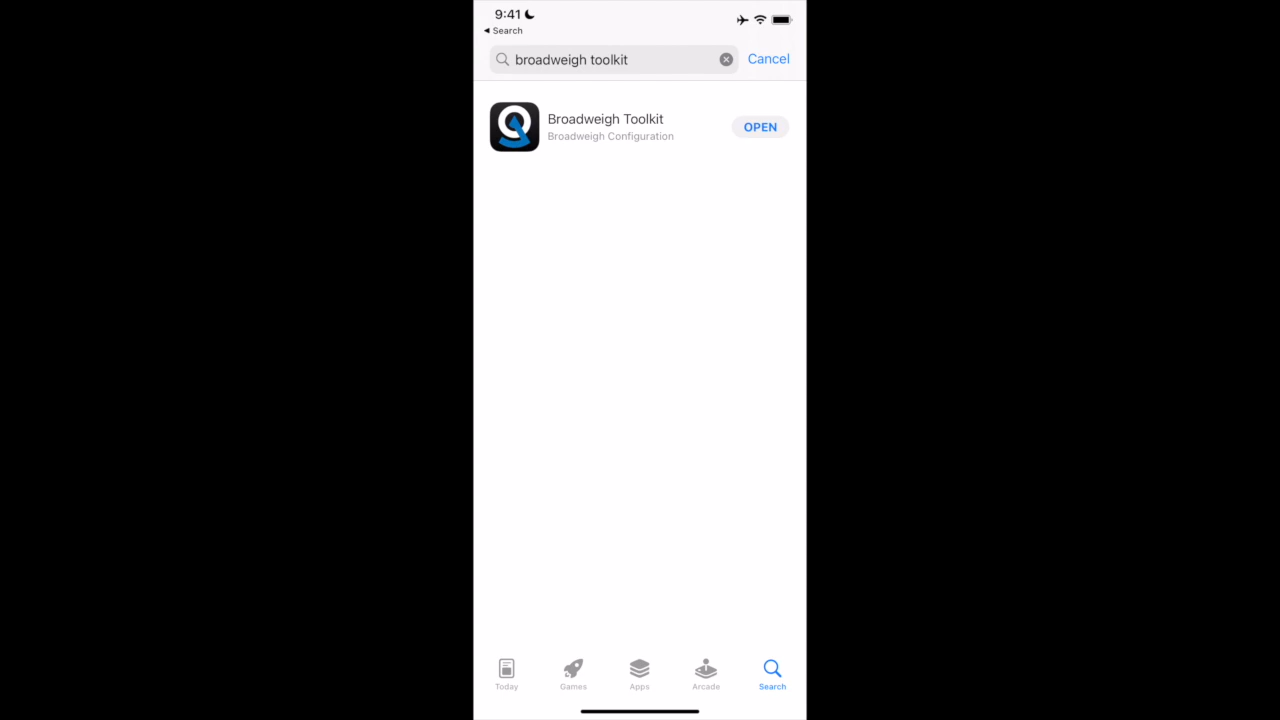 9:41
Search
broadweigh toolkit
Cancel
Broadweigh Toolkit
Broadweigh Configuration
OPEN
Today
Games
Apps
Arcade
Search